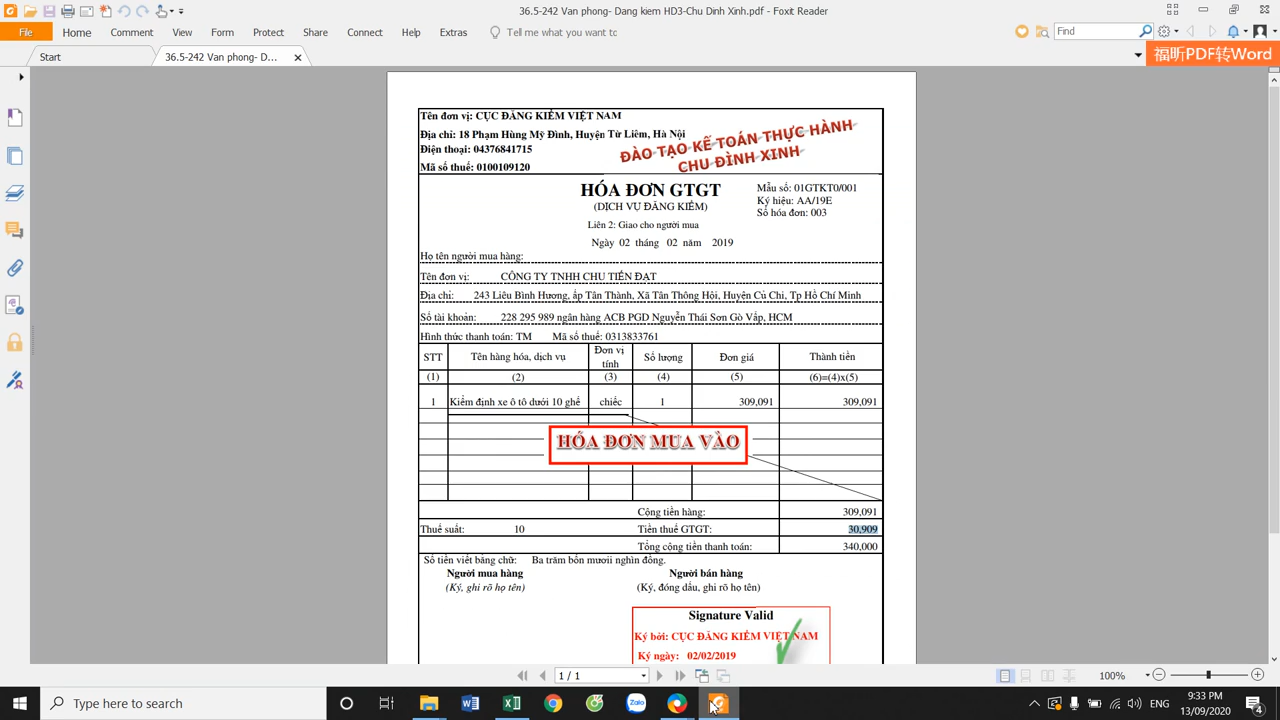 36.5-242 Van phong- Dang kiem HD3-Chu Dinh Xinh.pdf - Foxit Reader
File Home Comment View Form Protect Share Connect Help Extras Tell me what you want to Find
Start 36.5-242 Van phong- D... 福昕PDF转Word
Tên đơn vị: CỤC ĐĂNG KIỂM VIỆT NAM
Địa chỉ: 18 Phạm Hùng Mỹ Đình, Huyện Từ Liêm, Hà Nội
Điện thoại: 04376841715
Mã số thuế: 0100109120
ĐÀO TẠO KẾ TOÁN THỰC HÀNH
CHU ĐÌNH XINH
HÓA ĐƠN GTGT
(DỊCH VỤ ĐĂNG KIỂM)
Liên 2: Giao cho người mua
Ngày 02 tháng 02 năm 2019
Mẫu số: 01GTKT0/001
Ký hiệu: AA/19E
Số hóa đơn: 003
Họ tên người mua hàng:
Tên đơn vị: CÔNG TY TNHH CHU TIẾN ĐẠT
Địa chỉ: 243 Liêu Bình Hương, ấp Tân Thành, Xã Tân Thông Hội, Huyện Củ Chi, Tp Hồ Chí Minh
Số tài khoản: 228 295 989 ngân hàng ACB PGD Nguyễn Thái Sơn Gò Vấp, HCM
Hình thức thanh toán: TM Mã số thuế: 0313833761
STT Tên hàng hóa, dịch vụ Đơn vị tính Số lượng Đơn giá Thành tiền
(1) (2) (3) (4) (5) (6)=(4)x(5)
1 Kiểm định xe ô tô dưới 10 ghế chiếc 1 309,091 309,091
HÓA ĐƠN MUA VÀO
Cộng tiền hàng: 309,091
Thuế suất: 10 Tiền thuế GTGT: 30,909
Tổng cộng tiền thanh toán: 340,000
Số tiền viết bằng chữ: Ba trăm bốn mươii nghìn đồng.
Người mua hàng Người bán hàng
(Ký, ghi rõ họ tên) (Ký, đóng dấu, ghi rõ họ tên)
Signature Valid
Ký bởi: CỤC ĐĂNG KIỂM VIỆT NAM
Ký ngày: 02/02/2019
1 / 1 100%
Type here to search Zalo 9:33 PM
13/09/2020 4